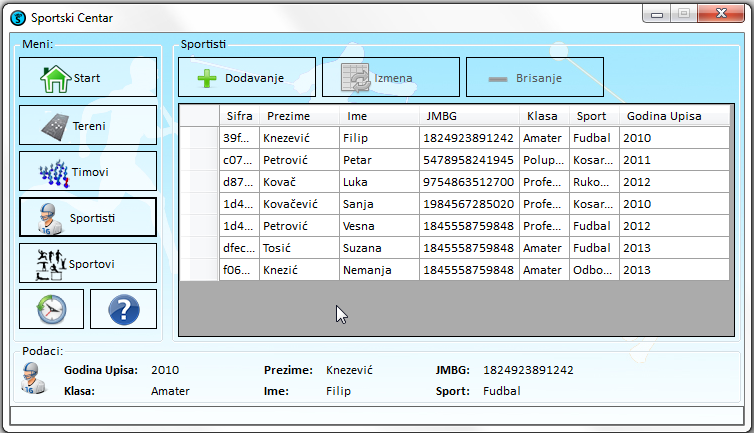 Sportski Centar
Meni:
Start
Tereni
Timovi
Sportisti
Sportovi
Sportisti
Dodavanje Izmena Brisanje
Sifra Prezime Ime JMBG Klasa Sport Godina Upisa
39f... Knezević Filip 1824923891242 Amater Fudbal 2010
c07... Petrović Petar 5478958241945 Polup... Kosar... 2011
d87... Kovač Luka 9754863512700 Profe... Ruko... 2012
1d4... Kovačević Sanja 1984567285020 Profe... Kosar... 2010
1d4... Petrović Vesna 1845558759848 Profe... Fudbal 2012
dfec... Tosić Suzana 1845558759848 Amater Fudbal 2013
f06... Knezić Nemanja 1845558759848 Amater Odbo... 2013
Podaci:
Godina Upisa: 2010 Prezime: Knezević JMBG: 1824923891242
Klasa: Amater Ime: Filip Sport: Fudbal